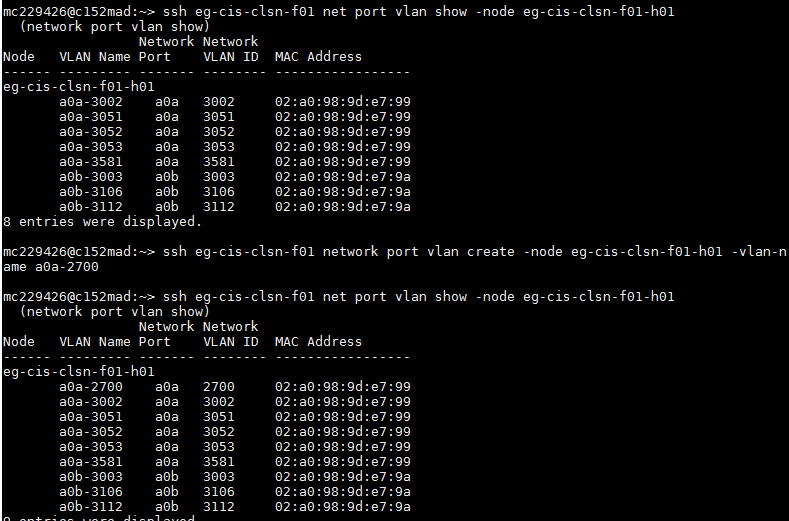 mc229426@c152mad:~> ssh eg-cis-clsn-f01 net port vlan show -node eg-cis-clsn-f01-h01
  (network port vlan show)
                 Network Network
Node   VLAN Name Port    VLAN ID  MAC Address
------ --------- ------- -------- -----------------
eg-cis-clsn-f01-h01
       a0a-3002    a0a   3002     02:a0:98:9d:e7:99
       a0a-3051    a0a   3051     02:a0:98:9d:e7:99
       a0a-3052    a0a   3052     02:a0:98:9d:e7:99
       a0a-3053    a0a   3053     02:a0:98:9d:e7:99
       a0a-3581    a0a   3581     02:a0:98:9d:e7:99
       a0b-3003    a0b   3003     02:a0:98:9d:e7:9a
       a0b-3106    a0b   3106     02:a0:98:9d:e7:9a
       a0b-3112    a0b   3112     02:a0:98:9d:e7:9a
8 entries were displayed.

mc229426@c152mad:~> ssh eg-cis-clsn-f01 network port vlan create -node eg-cis-clsn-f01-h01 -vlan-n
ame a0a-2700

mc229426@c152mad:~> ssh eg-cis-clsn-f01 net port vlan show -node eg-cis-clsn-f01-h01
  (network port vlan show)
                 Network Network
Node   VLAN Name Port    VLAN ID  MAC Address
------ --------- ------- -------- -----------------
eg-cis-clsn-f01-h01
       a0a-2700    a0a   2700     02:a0:98:9d:e7:99
       a0a-3002    a0a   3002     02:a0:98:9d:e7:99
       a0a-3051    a0a   3051     02:a0:98:9d:e7:99
       a0a-3052    a0a   3052     02:a0:98:9d:e7:99
       a0a-3053    a0a   3053     02:a0:98:9d:e7:99
       a0a-3581    a0a   3581     02:a0:98:9d:e7:99
       a0b-3003    a0b   3003     02:a0:98:9d:e7:9a
       a0b-3106    a0b   3106     02:a0:98:9d:e7:9a
       a0b-3112    a0b   3112     02:a0:98:9d:e7:9a
9 entries were displayed.